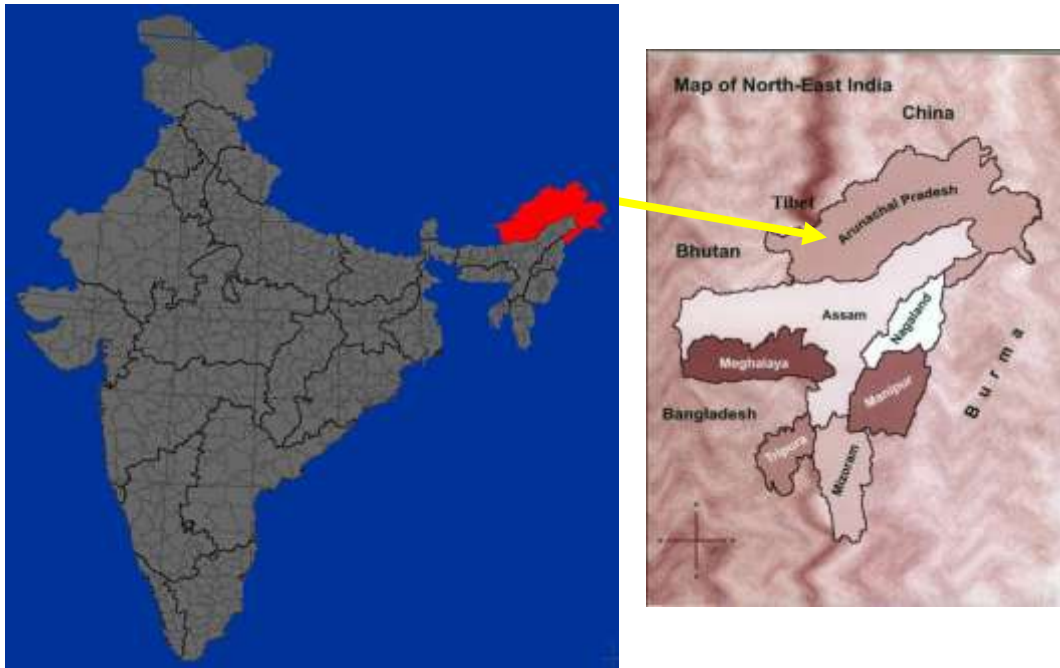 Map of North-East India
China
Tibet
Arunachal Pradesh
Bhutan
Assam
Nagaland
Meghalaya
Manipur
Burma
Bangladesh
Tripura
Mizoram